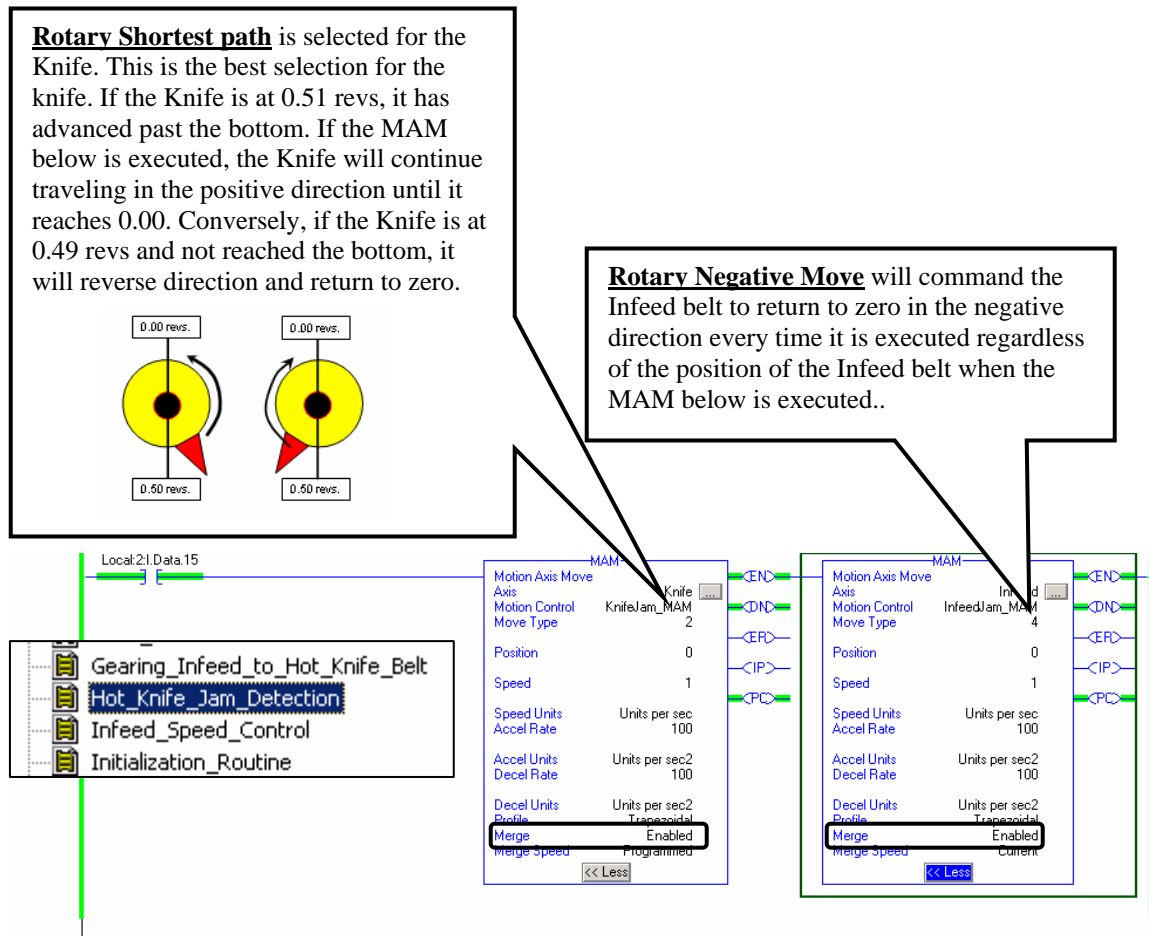 Rotary Shortest path is selected for the
Knife. This is the best selection for the
knife. If the Knife is at 0.51 revs, it has
advanced past the bottom. If the MAM
below is executed, the Knife will continue
traveling in the positive direction until it
reaches 0.00. Conversely, if the Knife is at
0.49 revs and not reached the bottom, it
will reverse direction and return to zero.
0.00 revs.
0.00 revs.
0.50 revs.
0.50 revs.
Rotary Negative Move will command the
Infeed belt to return to zero in the negative
direction every time it is executed regardless
of the position of the Infeed belt when the
MAM below is executed..
Local:2:I.Data.15
MAM
Motion Axis Move
Axis Knife ...
Motion Control KnifeJam_MAM
Move Type 2
Position 0
Speed 1
Speed Units Units per sec
Accel Rate 100
Accel Units Units per sec2
Decel Rate 100
Decel Units Units per sec2
Profile Trapezoidal
Merge Enabled
Merge Speed Programmed
<< Less
EN
DN
ER
IP
PC
MAM
Motion Axis Move
Axis ...
Motion Control InfeedJam_MAM
Move Type 4
Position 0
Speed 1
Speed Units Units per sec
Accel Rate 100
Accel Units Units per sec2
Decel Rate 100
Decel Units Units per sec2
Profile Trapezoidal
Merge Enabled
Merge Speed Current
<< Less
EN
DN
ER
IP
PC
Gearing_Infeed_to_Hot_Knife_Belt
Hot_Knife_Jam_Detection
Infeed_Speed_Control
Initialization_Routine